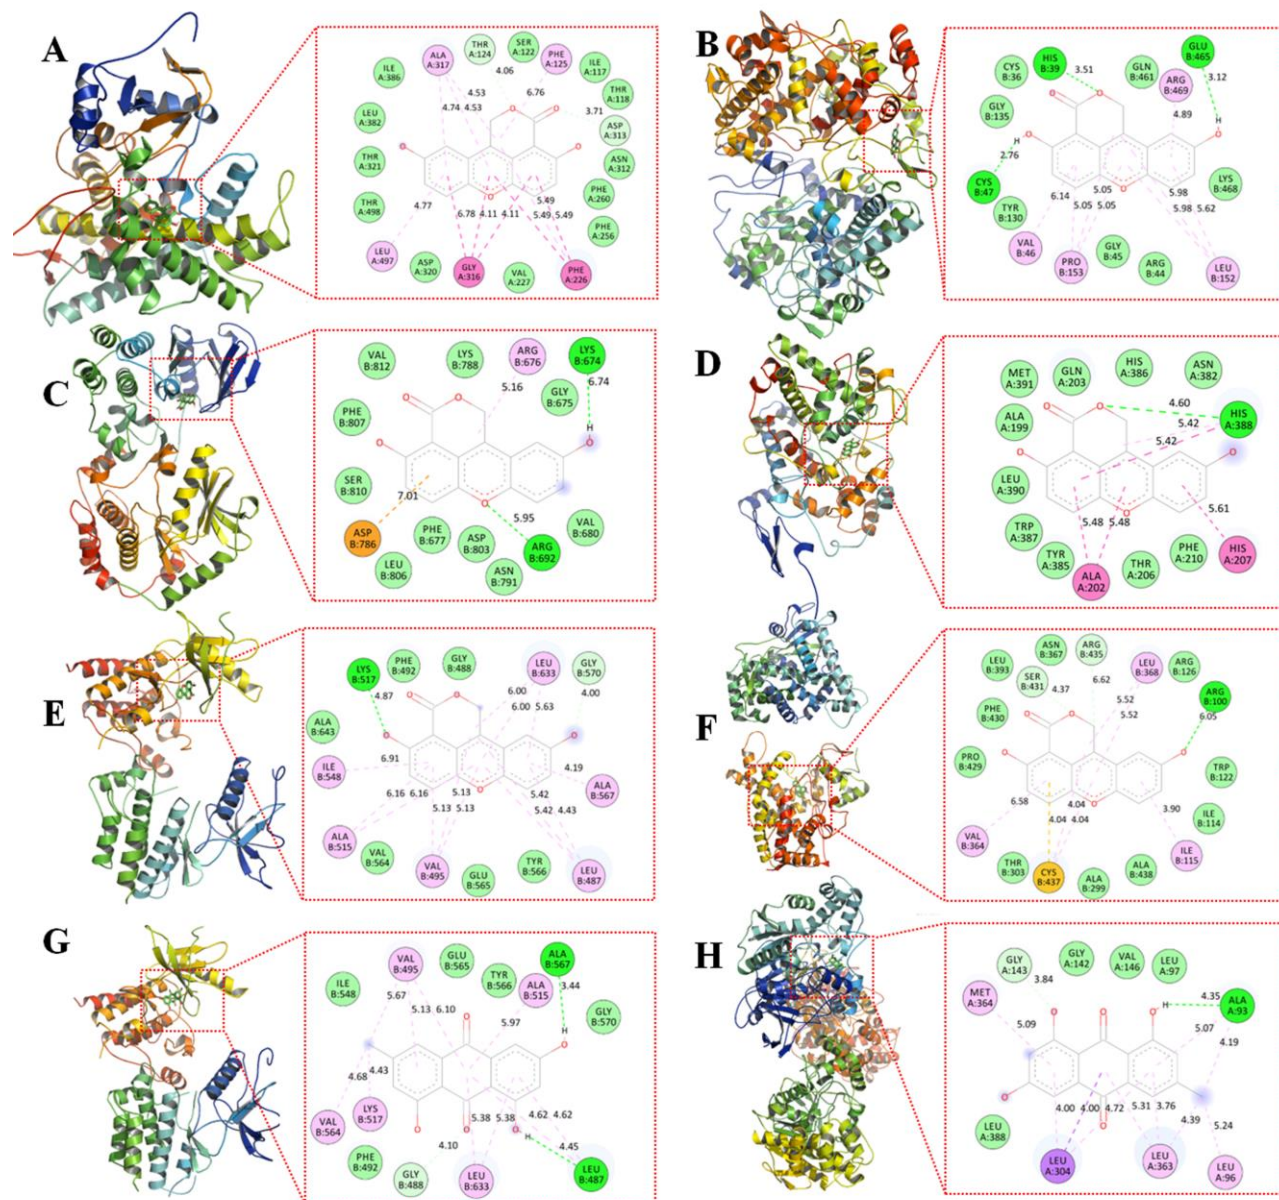 A
THR
A:124
SER
A:122
PHE
A:125
ALA
A:317
ILE
A:386
ILE
A:117
THR
A:118
4.06
4.53
6.76
3.71
4.74
4.53
LEU
A:382
ASP
A:313
THR
A:321
ASN
A:312
O
O
O
PHE
A:260
THR
A:498
4.77
6.78
4.11
4.11
5.49
5.49
5.49
PHE
A:256
LEU
A:497
ASP
A:320
GLY
A:316
VAL
A:227
PHE
A:226
B
HIS
B:39
GLU
B:465
CYS
B:36
GLN
B:461
ARG
B:469
3.51
3.12
GLY
B:135
H
4.89
H
2.76
CYS
B:47
LYS
B:468
TYR
B:130
6.14
5.05
5.05
5.05
5.98
5.98
5.62
VAL
B:46
PRO
B:153
GLY
B:45
ARG
B:44
LEU
B:152
C
VAL
B:812
LYS
B:788
ARG
B:676
LYS
B:674
5.16
6.74
GLY
B:675
PHE
B:807
H
SER
B:810
7.01
5.95
ASP
B:786
PHE
B:677
ASP
B:803
ARG
B:692
VAL
B:680
LEU
B:806
ASN
B:791
D
MET
A:391
GLN
A:203
HIS
A:386
ASN
A:382
HIS
A:388
4.60
5.42
5.42
ALA
A:199
LEU
A:390
TRP
A:387
5.48
5.48
5.61
TYR
A:385
ALA
A:202
THR
A:206
PHE
A:210
HIS
A:207
E
LYS
B:517
PHE
B:492
GLY
B:488
LEU
B:633
GLY
B:570
4.87
6.00
6.00
5.63
4.00
ALA
B:643
ILE
B:548
6.91
4.19
ALA
B:567
6.16
6.16
5.13
5.13
5.13
5.42
5.42
4.43
ALA
B:515
VAL
B:564
VAL
B:495
GLU
B:565
TYR
B:566
LEU
B:487
F
LEU
B:393
ASN
B:367
ARG
B:435
LEU
B:368
ARG
B:126
ARG
B:100
SER
B:431
4.37
6.62
5.52
5.52
6.05
PHE
B:430
PRO
B:429
TRP
B:122
6.58
4.04
4.04
4.04
3.90
ILE
B:114
VAL
B:364
ILE
B:115
THR
B:303
CYS
B:437
ALA
B:299
ALA
B:438
G
VAL
B:495
GLU
B:565
TYR
B:566
ALA
B:515
ALA
B:567
ILE
B:548
5.67
5.13
6.10
5.97
3.44
GLY
B:570
H
4.68
4.43
VAL
B:564
LYS
B:517
5.38
5.38
4.62
4.62
4.10
H
4.45
PHE
B:492
GLY
B:488
LEU
B:633
LEU
B:487
H
GLY
A:143
GLY
A:142
VAL
A:146
LEU
A:97
MET
A:364
3.84
4.35
ALA
A:93
H
5.09
5.07
4.19
4.00
4.00
4.72
5.31
3.76
4.39
5.24
LEU
A:388
LEU
A:304
LEU
A:363
LEU
A:96